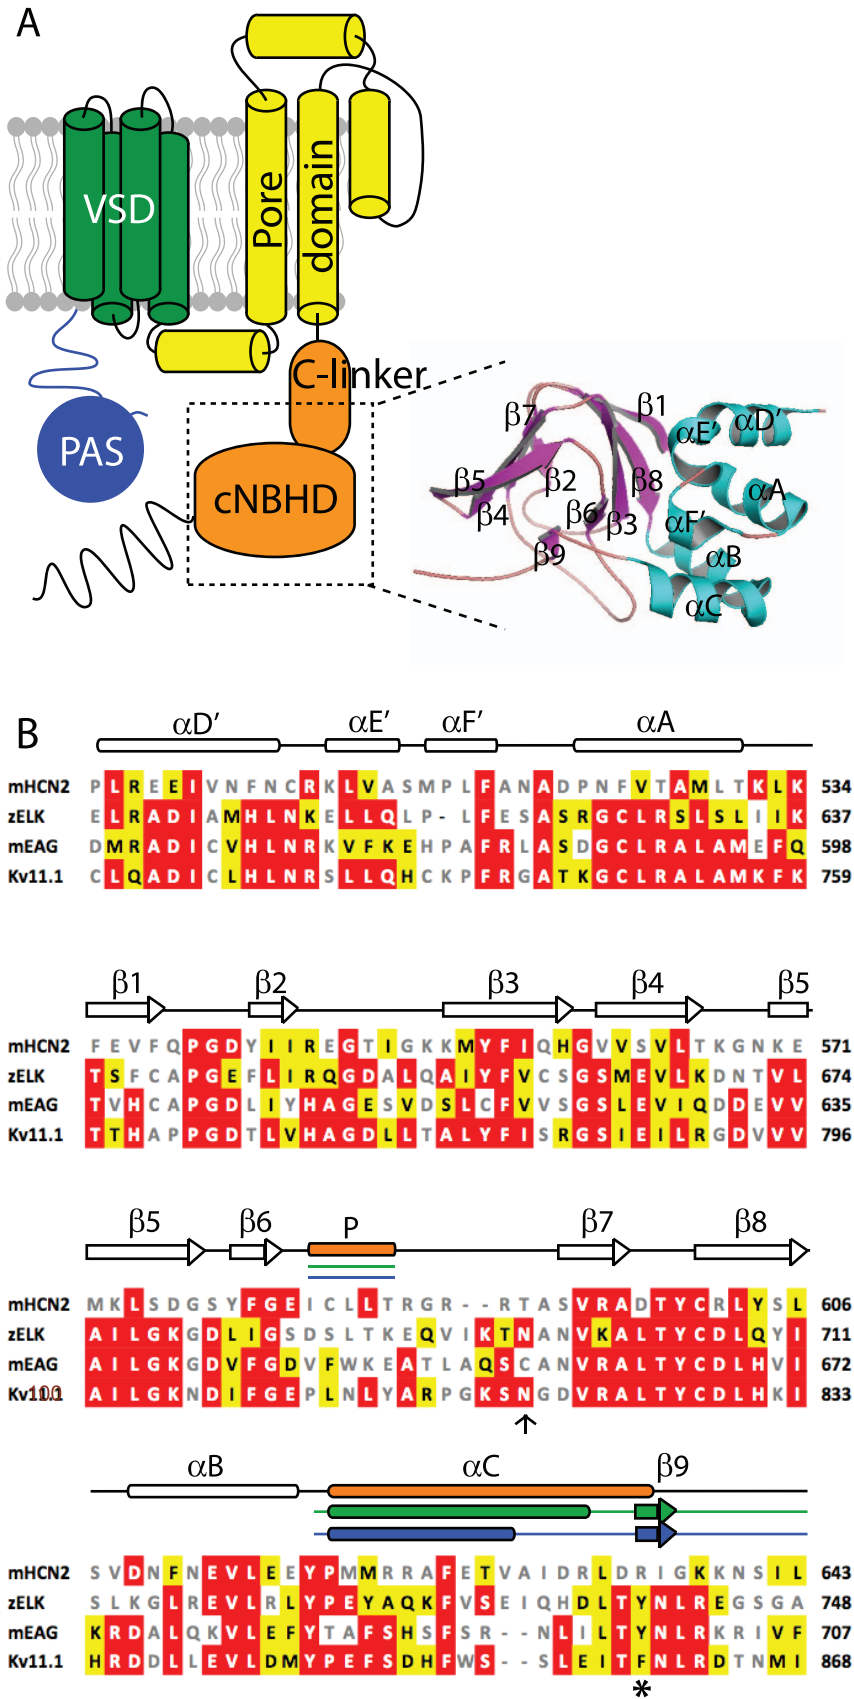 A
VSD
Pore
domain
C-linker
PAS
cNBHD
β7
β1
αE'
αD'
β5
β2
β8
αA
β4
β6
β3
αF'
β9
αB
αC
B
αD' αE' αF' αA
mHCN2 P L R E E I V N F N C R K L V A S M P L F A N A D P N F V T A M L T K L K 534
zELK E L R A D I A M H L N K E L L Q L P - L F E S A S R G C L R S L S L I I K 637
mEAG D M R A D I C V H L N R K V F K E H P A F R L A S D G C L R A L A M E F Q 598
Kv11.1 C L Q A D I C L H L N R S L L Q H C K P F R G A T K G C L R A L A M K F K 759
β1 β2 β3 β4 β5
mHCN2 F E V F Q P G D Y I I R E G T I G K K M Y F I Q H G V V S V L T K G N K E 571
zELK T S F C A P G E F L I R Q G D A L Q A I Y F V C S G S M E V L K D N T V L 674
mEAG T V H C A P G D L I Y H A G E S V D S L C F V V S G S L E V I Q D D E V V 635
Kv11.1 T T H A P P G D T L V H A G D L L T A L Y F I S R G S I E I L R G D V V V 796
β5 β6 P β7 β8
mHCN2 M K L S D G S Y F G E I C L L T R G R - - R T A S V R A D T Y C R L Y S L 606
zELK A I L G K G D L I G S D S L T K E Q V I K T N A N V K A L T Y C D L Q Y I 711
mEAG A I L G K G D V F G D V F W K E A T L A Q S C A N V R A L T Y C D L H V I 672
Kv11.1 A I L G K N D I F G E P L N L Y A R P G K S N G D V R A L T Y C D L H K I 833
αB αC β9
mHCN2 S V D N F N E V L E E Y P M M R R A F E T V A I D R L D R I G K K N S I L 643
zELK S L K G L R E V L R L Y P E Y A Q K F V S E I Q H D L T Y N L R E G S G A 748
mEAG K R D A L Q K V L E F Y T A F S H S F S R - - N L I L T Y N L R K R I V F 707
Kv11.1 H R D D L L E V L D M Y P E F S D H F W S - - S L E I T F N L R D T N M I 868
*